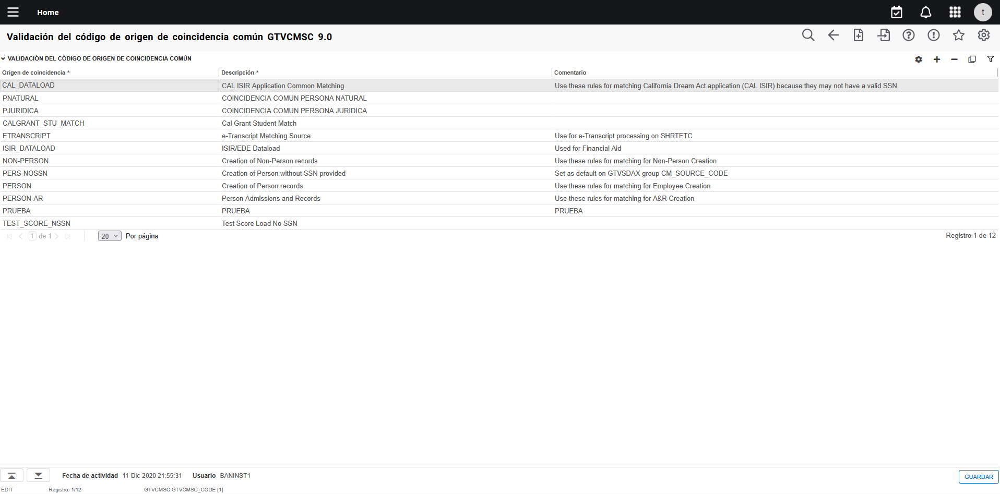 Home
t
Validación del código de origen de coincidencia común GTVCMSC 9.0
VALIDACIÓN DEL CÓDIGO DE ORIGEN DE COINCIDENCIA COMÚN
Origen de coincidencia * Descripción * Comentario
CAL_DATALOAD CAL ISIR Application Common Matching Use these rules for matching California Dream Act application (CAL ISIR) because they may not have a valid SSN.
PNATURAL COINCIDENCIA COMUN PERSONA NATURAL
PJURIDICA COINCIDENCIA COMUN PERSONA JURIDICA
CALGRANT_STU_MATCH Cal Grant Student Match
ETRANSCRIPT e-Transcript Matching Source Use for e-Transcript processing on SHRTETC
ISIR_DATALOAD ISIR/EDE Dataload Used for Financial Aid
NON-PERSON Creation of Non-Person records Use these rules for matching for Non-Person Creation
PERS-NOSSN Creation of Person without SSN provided Set as default on GTVSDAX group CM_SOURCE_CODE
PERSON Creation of Person records Use these rules for matching for Employee Creation
PERSON-AR Person Admissions and Records Use these rules for matching for A&R Creation
PRUEBA PRUEBA PRUEBA
TEST_SCORE_NSSN Test Score Load No SSN
1 de 1 20 Por página Registro 1 de 12
Fecha de actividad 11-Dic-2020 21:55:31 Usuario BANINST1
GUARDAR
EDIT Registro: 1/12 GTVCMSC.GTVCMSC_CODE [1]